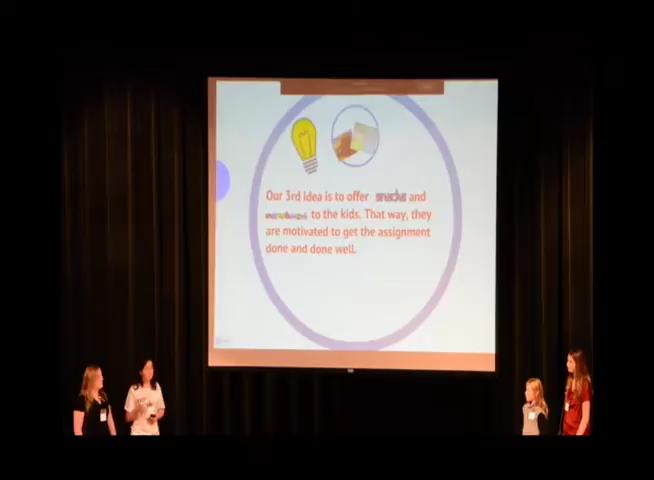 Our 3rd idea is to offer snacks and
to the kids. That way, they
are motivated to get the assignment
done and done well.